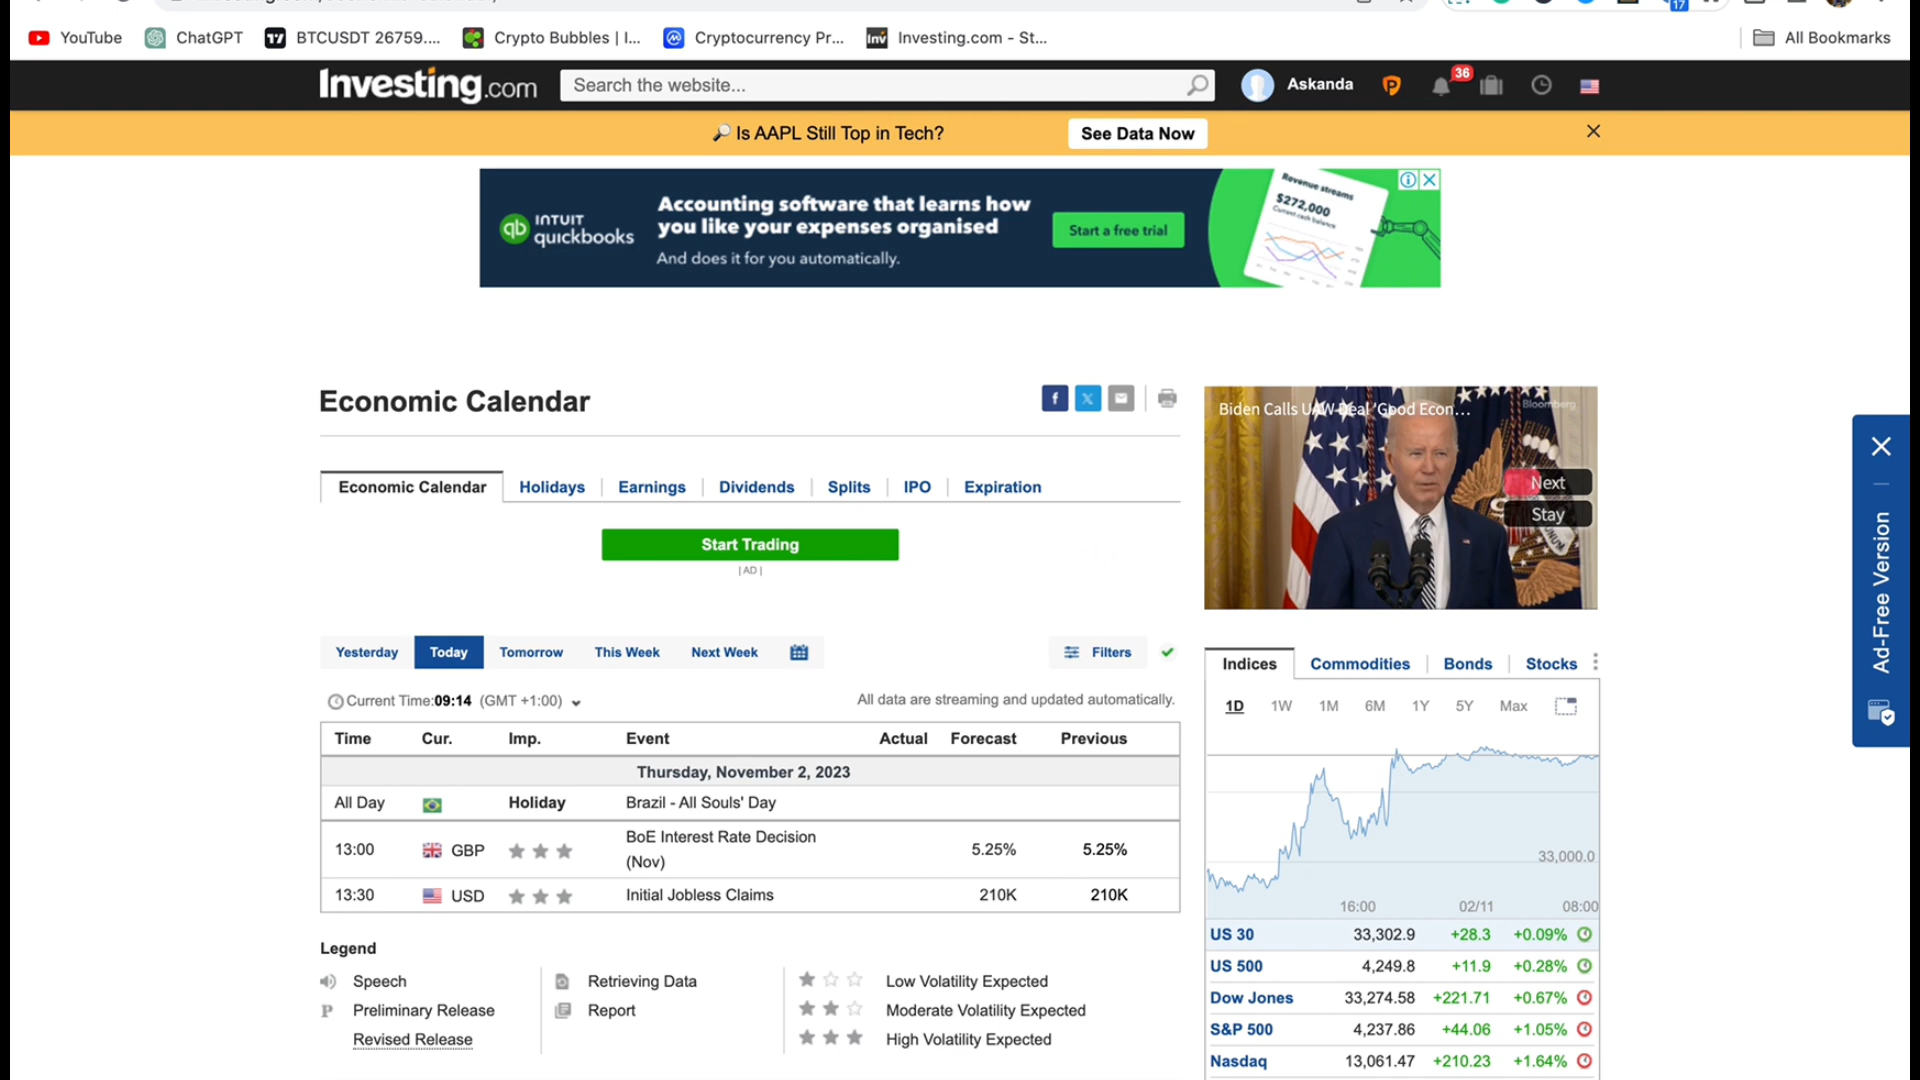 YouTube
ChatGPT
BTCUSDT 26759....
Crypto Bubbles | I...
Cryptocurrency Pr...
Investing.com - St...
All Bookmarks
17
Investing.com
Search the website...
Askanda
36
Is AAPL Still Top in Tech?
See Data Now
INTUIT
quickbooks
Accounting software that learns how
you like your expenses organised
And does it for you automatically.
Start a free trial
Revenue streams
$272,000
Current cash balance
Economic Calendar
Biden Calls UAW Deal 'Good Econ...
Bloomberg
Next
Stay
Ad-Free Version
Economic Calendar
Holidays
Earnings
Dividends
Splits
IPO
Expiration
Start Trading
| AD |
Yesterday
Today
Tomorrow
This Week
Next Week
Filters
Current Time:09:14 (GMT +1:00)
All data are streaming and updated automatically.
Time Cur. Imp. Event Actual Forecast Previous
Thursday, November 2, 2023
All Day Holiday Brazil - All Souls' Day
13:00 GBP BoE Interest Rate Decision (Nov) 5.25% 5.25%
13:30 USD Initial Jobless Claims 210K 210K
Legend
Speech
Preliminary Release
Revised Release
Retrieving Data
Report
Low Volatility Expected
Moderate Volatility Expected
High Volatility Expected
Indices
Commodities
Bonds
Stocks
1D 1W 1M 6M 1Y 5Y Max
33,000.0
16:00 02/11 08:00
US 30 33,302.9 +28.3 +0.09%
US 500 4,249.8 +11.9 +0.28%
Dow Jones 33,274.58 +221.71 +0.67%
S&P 500 4,237.86 +44.06 +1.05%
Nasdaq 13,061.47 +210.23 +1.64%